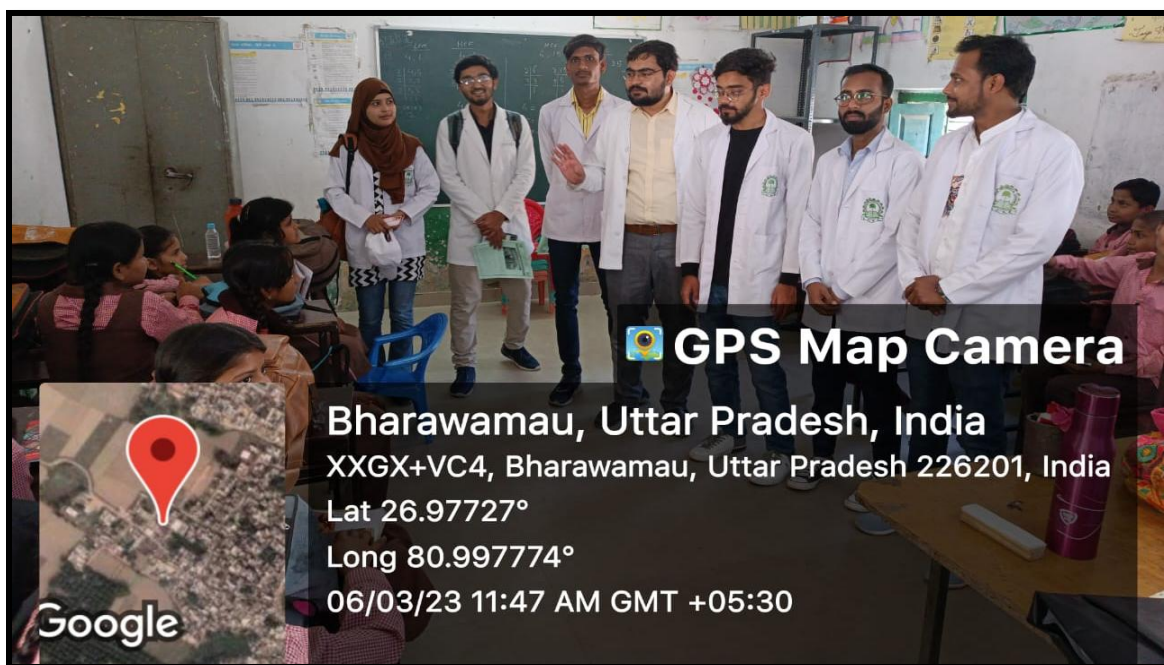 GPS Map Camera
Bharawamau, Uttar Pradesh, India
XXGX+VC4, Bharawamau, Uttar Pradesh 226201, India
Lat 26.97727°
Long 80.997774°
06/03/23 11:47 AM GMT +05:30
Google